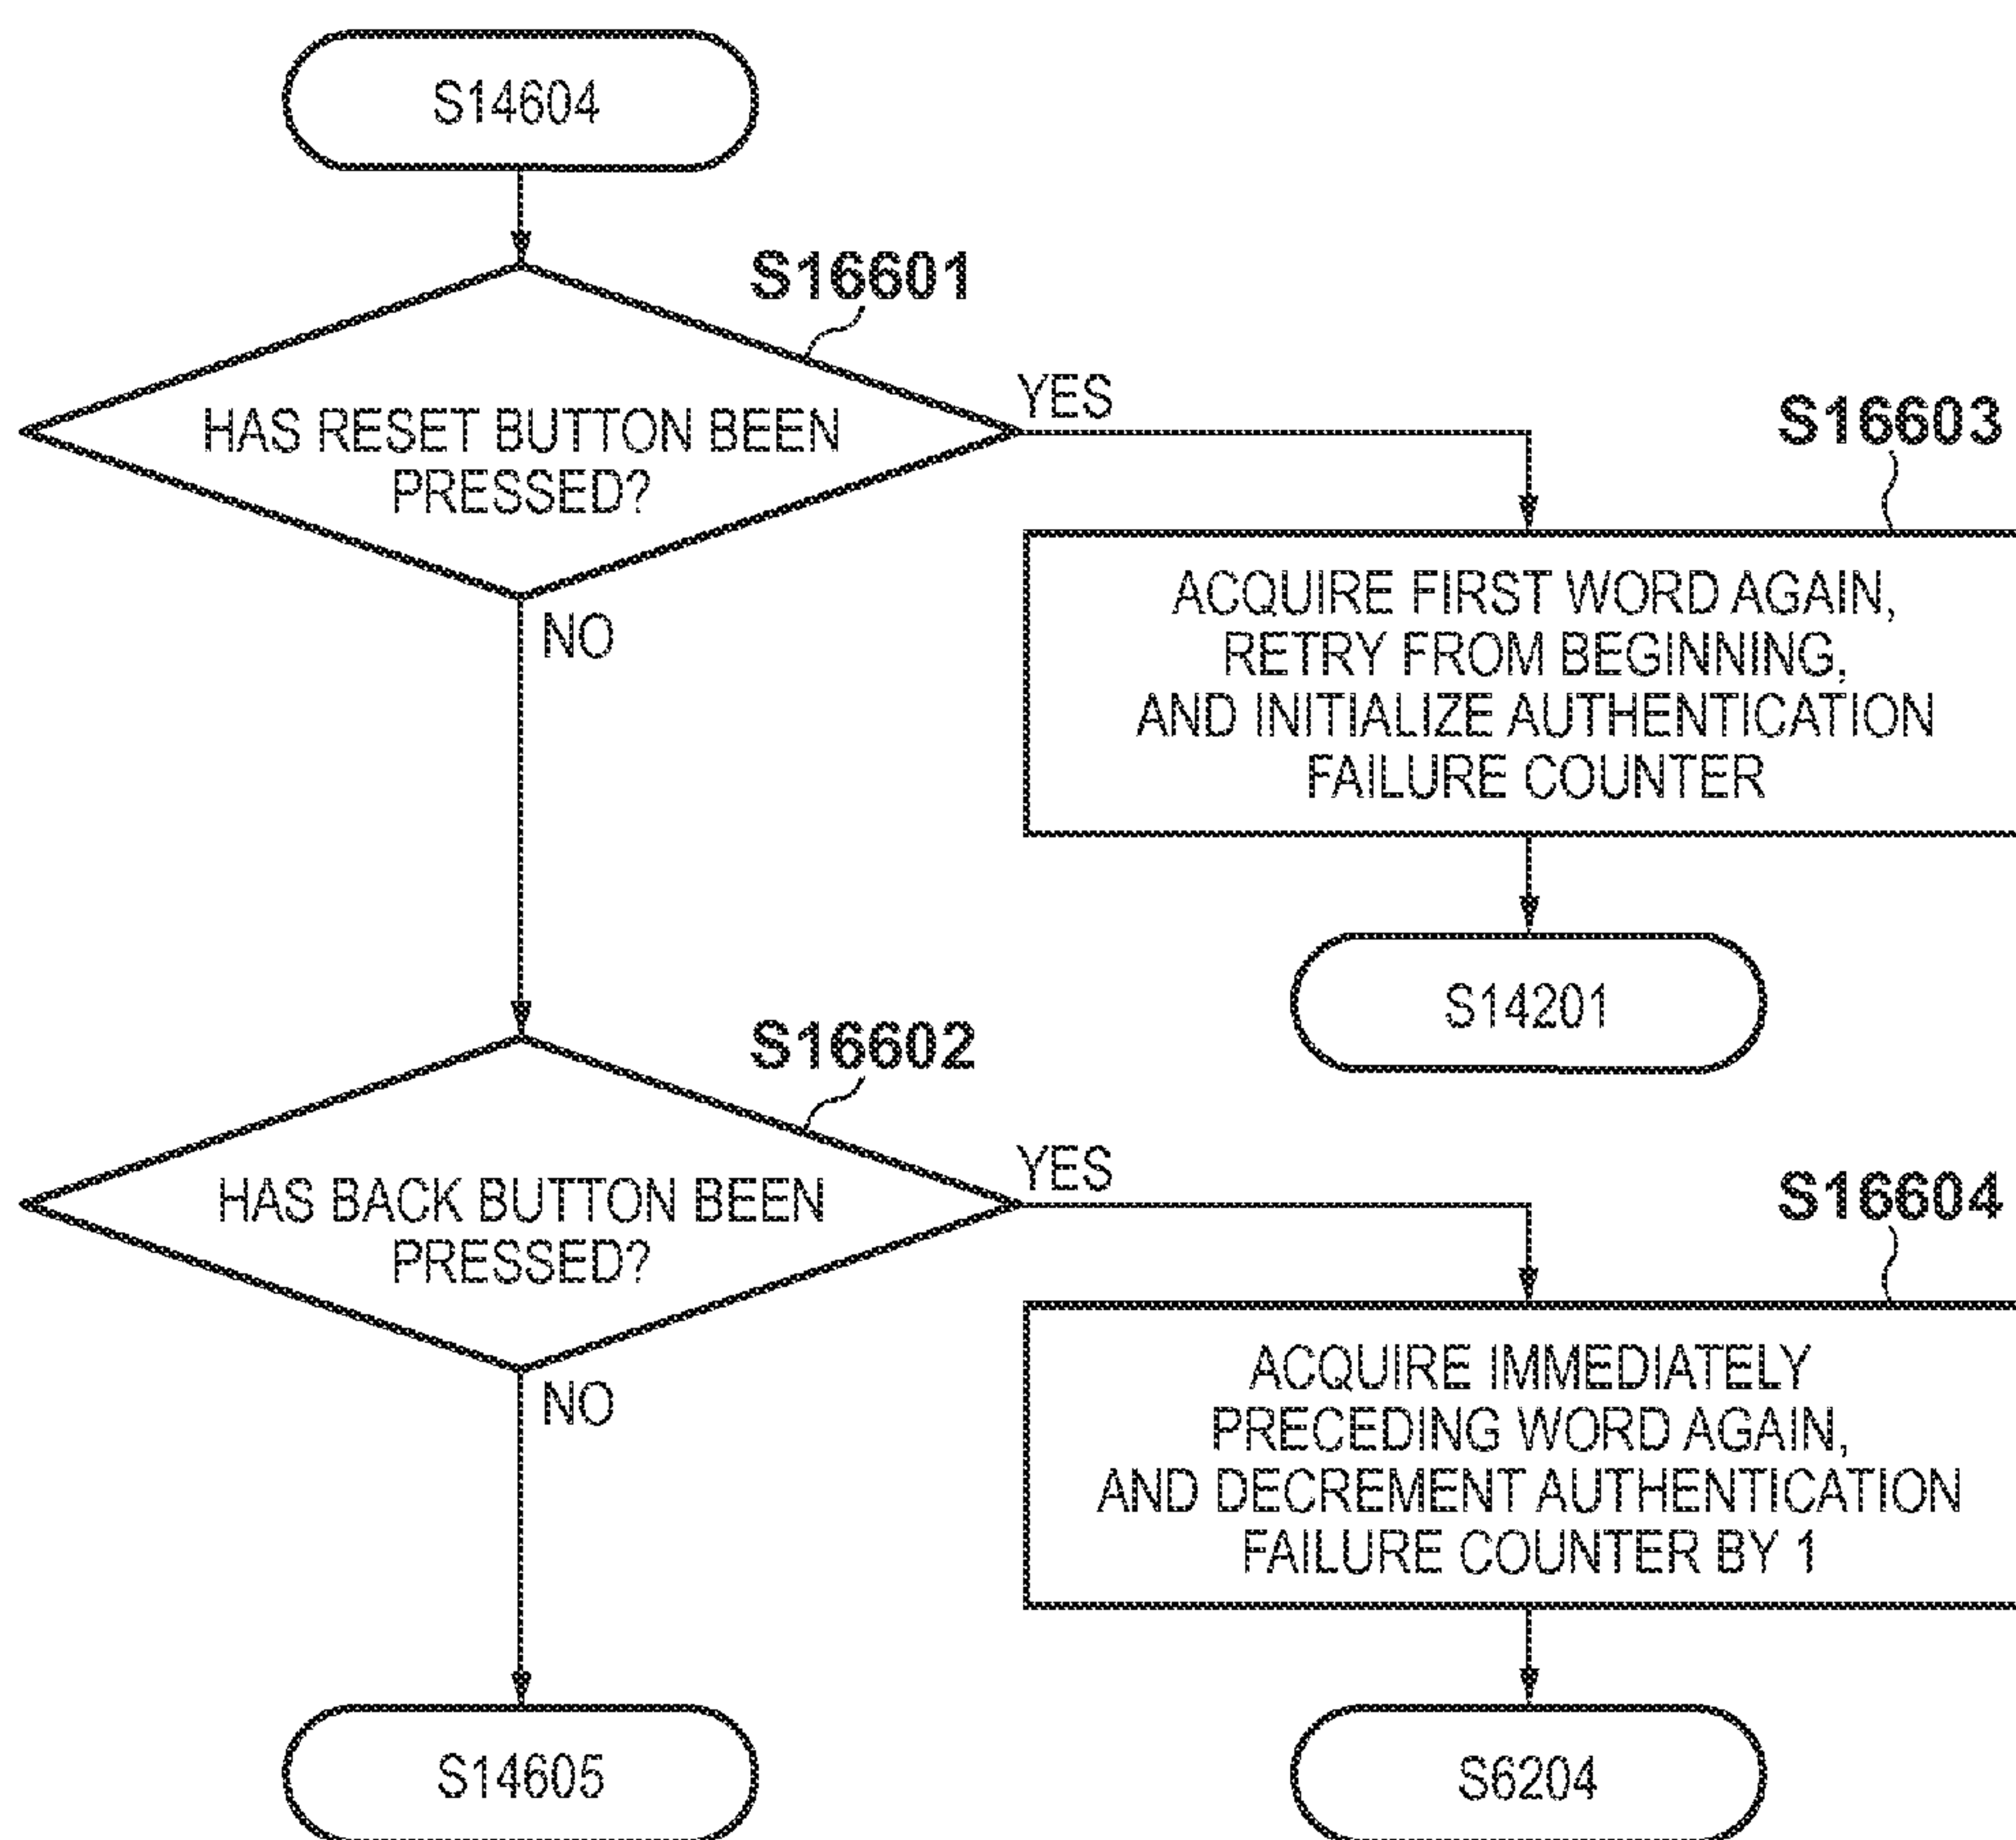 S14604
S16601
HAS RESET BUTTON BEEN
PRESSED?
YES
NO
S16603
ACQUIRE FIRST WORD AGAIN,
RETRY FROM BEGINNING,
AND INITIALIZE AUTHENTICATION
FAILURE COUNTER
S14201
S16602
HAS BACK BUTTON BEEN
PRESSED?
YES
NO
S16604
ACQUIRE IMMEDIATELY
PRECEDING WORD AGAIN,
AND DECREMENT AUTHENTICATION
FAILURE COUNTER BY 1
S14605
S6204